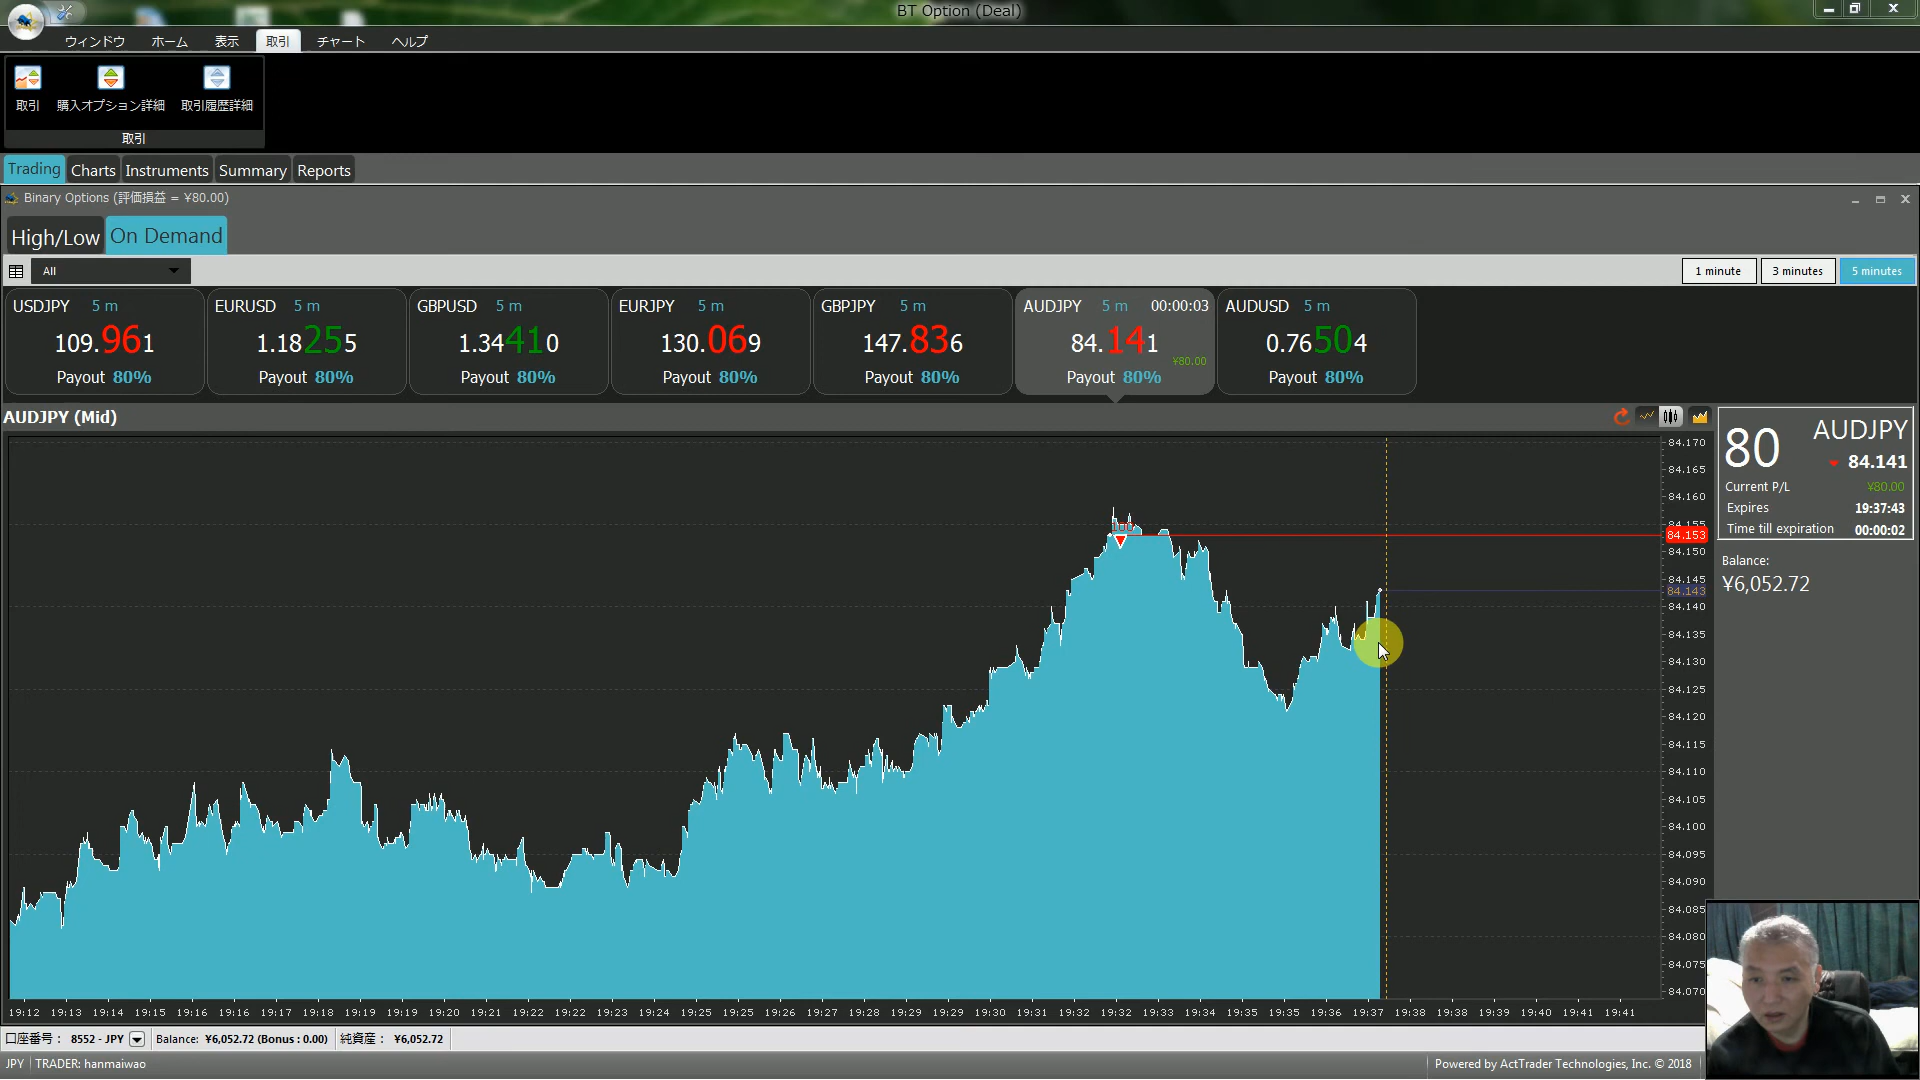 BT Option (Deal)
ウィンドウ ホーム 表示 取引 チャート ヘルプ
取引 購入オプション詳細 取引履歴詳細
取引
Trading Charts Instruments Summary Reports
Binary Options (評価損益 = ¥80.00)
High/Low On Demand
All 1 minute 3 minutes 5 minutes
USDJPY 5 m EURUSD 5 m GBPUSD 5 m EURJPY 5 m GBPJPY 5 m AUDJPY 5 m 00:00:03 AUDUSD 5 m
109.961 1.18255 1.34410 130.069 147.836 84.141 0.76504
¥80.00
Payout 80% Payout 80% Payout 80% Payout 80% Payout 80% Payout 80% Payout 80%
AUDJPY (Mid)
84.170
84.165
84.160
84.155
84.153
84.150
84.145
84.143
84.140
84.135
84.130
84.125
84.120
84.115
84.110
84.105
84.100
84.095
84.090
84.085
84.080
84.075
84.070
80 AUDJPY
84.141
Current P/L ¥80.00
Expires 19:37:43
Time till expiration 00:00:02
Balance:
¥6,052.72
19:12 19:13 19:14 19:15 19:16 19:17 19:18 19:19 19:20 19:20 19:21 19:22 19:22 19:23 19:23 19:24 19:25 19:25 19:26 19:27 19:28 19:29 19:29 19:30 19:31 19:32 19:32 19:33 19:34 19:35 19:35 19:36 19:37 19:38 19:38 19:39 19:40 19:41 19:41
口座番号 : 8552 - JPY Balance: ¥6,052.72 (Bonus : 0.00) 純資産 : ¥6,052.72
JPY TRADER: hanmaiwao Powered by ActTrader Technologies, Inc. © 2018